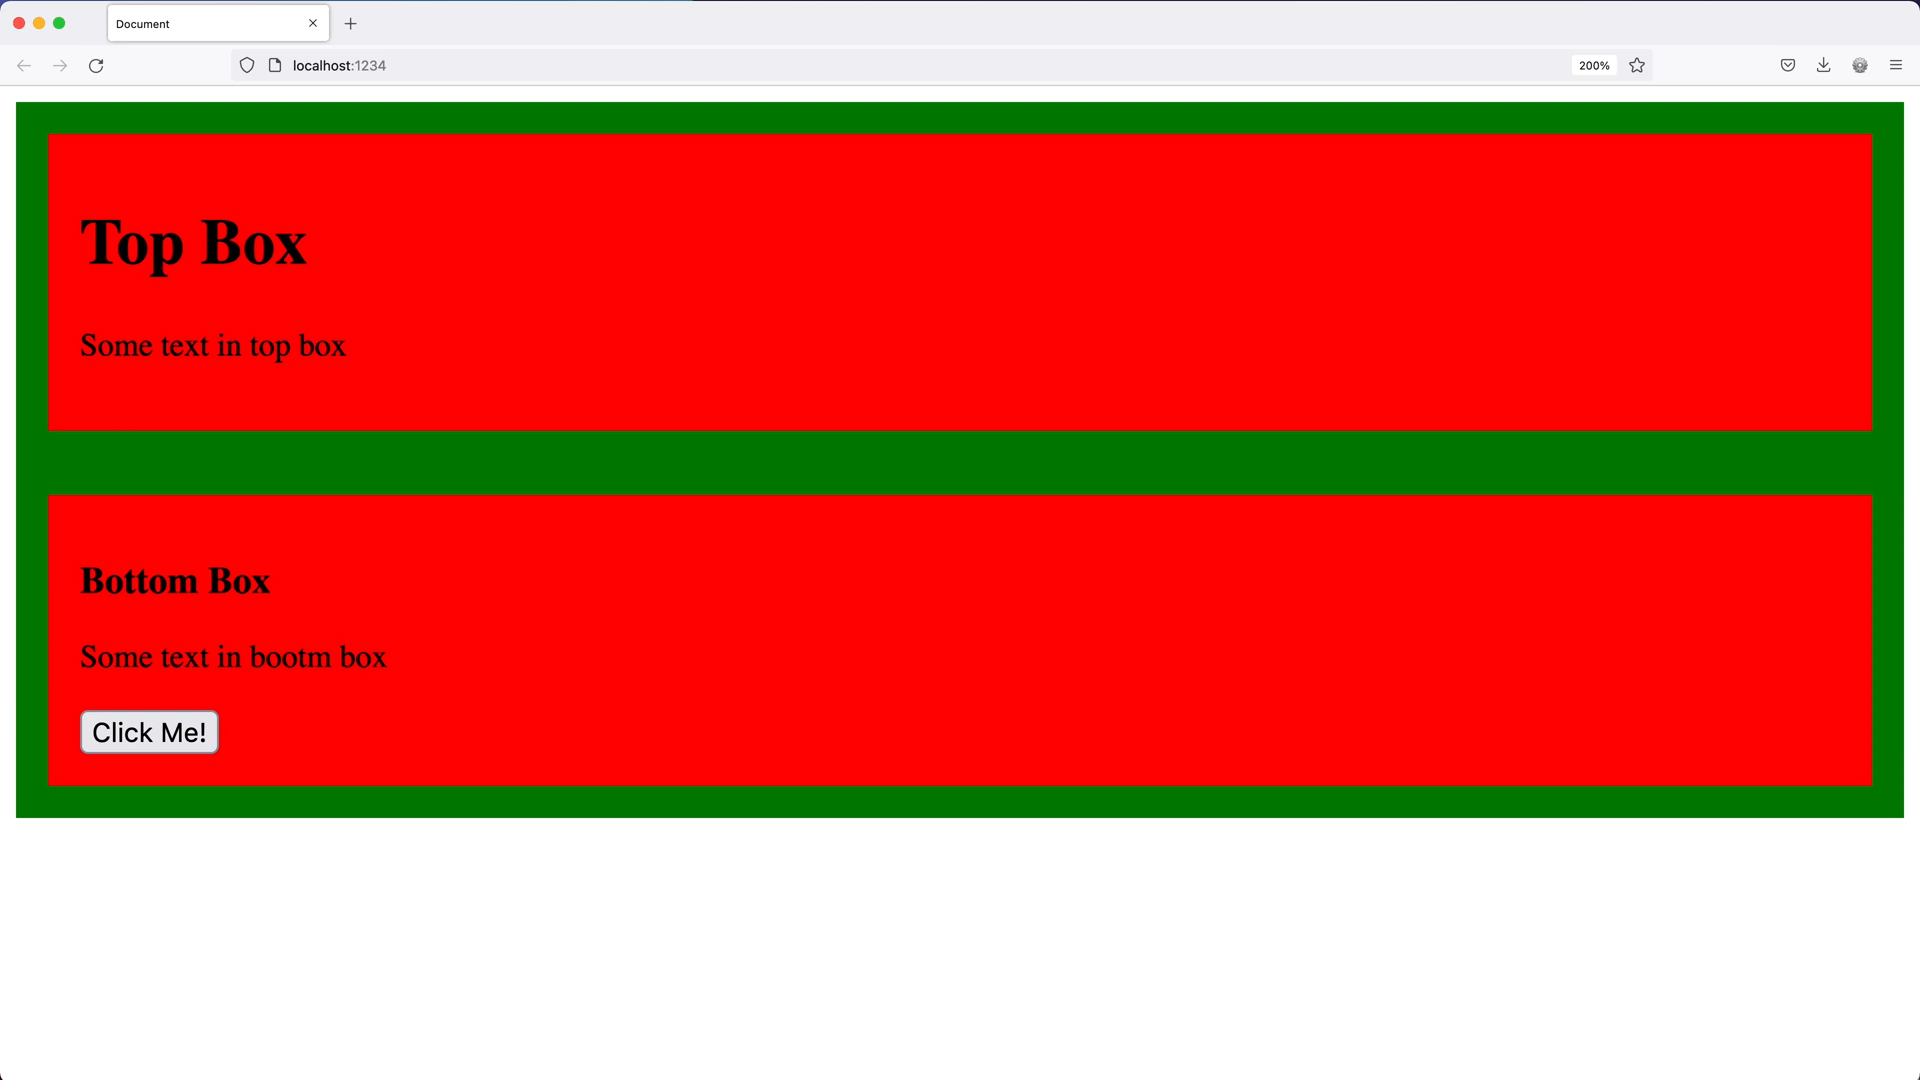 Document
localhost:1234
200%
Top Box
Some text in top box
Bottom Box
Some text in bootm box
Click Me!